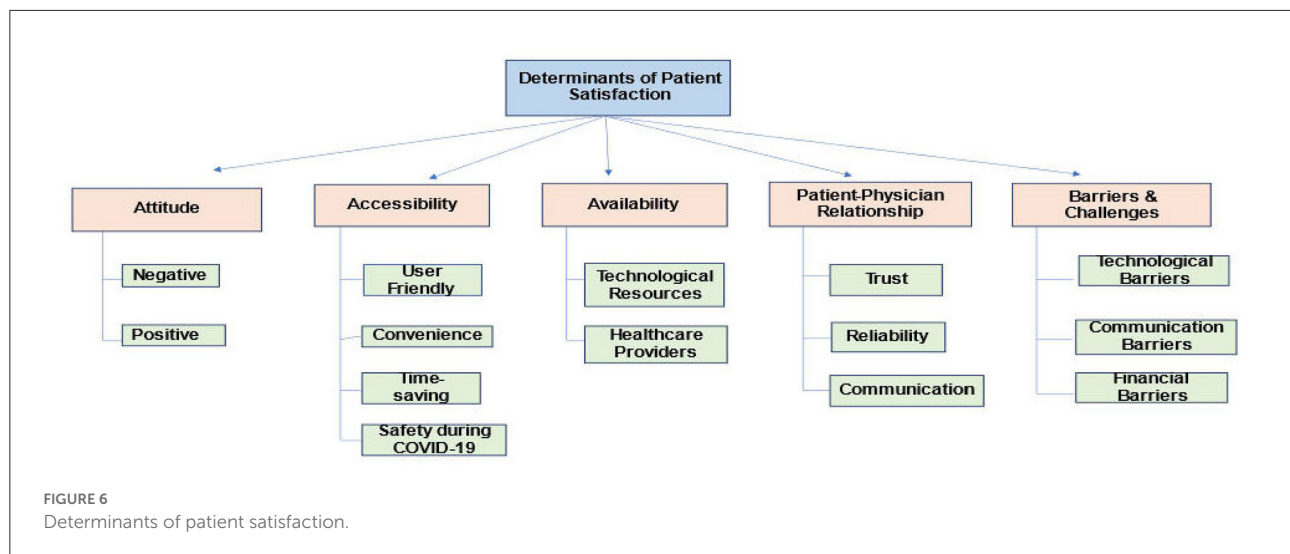 Determinants of Patient
Satisfaction
Attitude
Negative
Positive
Accessibility
User
Friendly
Convenience
Time-
saving
Safety during
COVID-19
Availability
Technological
Resources
Healthcare
Providers
Patient-Physician
Relationship
Trust
Reliability
Communication
Barriers &
Challenges
Technological
Barriers
Communication
Barriers
Financial
Barriers
FIGURE 6
Determinants of patient satisfaction.